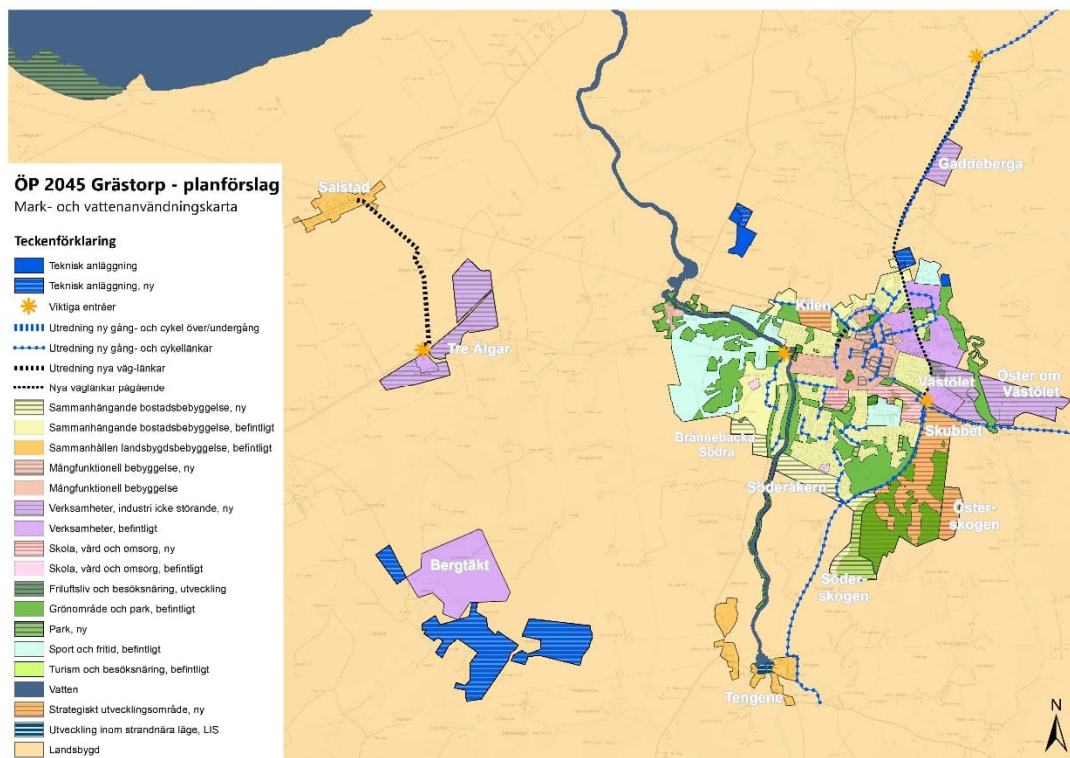 ÖP 2045 Grästorp - planförslag
Mark- och vattenanvändningskarta
Teckenförklaring
Teknisk anläggning
Teknisk anläggning, ny
Viktiga entréer
Utredning ny gång- och cykel över/undergång
Utredning ny gång- och cykellänkar
Utredning nya väg-länkar
Nya väglänkar pågående
Sammanhängande bostadsbebyggelse, ny
Sammanhängande bostadsbebyggelse, befintligt
Sammanhållen landsbygdsbebyggelse, befintligt
Mångfunktionell bebyggelse, ny
Mångfunktionell bebyggelse
Verksamheter, industri icke störande, ny
Verksamheter, befintligt
Skola, vård och omsorg, ny
Skola, vård och omsorg, befintligt
Friluftsliv och besöksnäring, utveckling
Grönområde och park, befintligt
Park, ny
Sport och fritid, befintligt
Turism och besöksnäring, befintligt
Vatten
Strategiskt utvecklingsområde, ny
Utveckling inom strandnära läge, LIS
Landsbygd
Salstad
Tre Älgar
Bergtäkt
Gaddeberga
Kilen
Västölet
Öster om
Västölet
Skubbet
Brännebacka
Södra
Söderåkern
Öster-
skogen
Söder-
skogen
Tengene
N